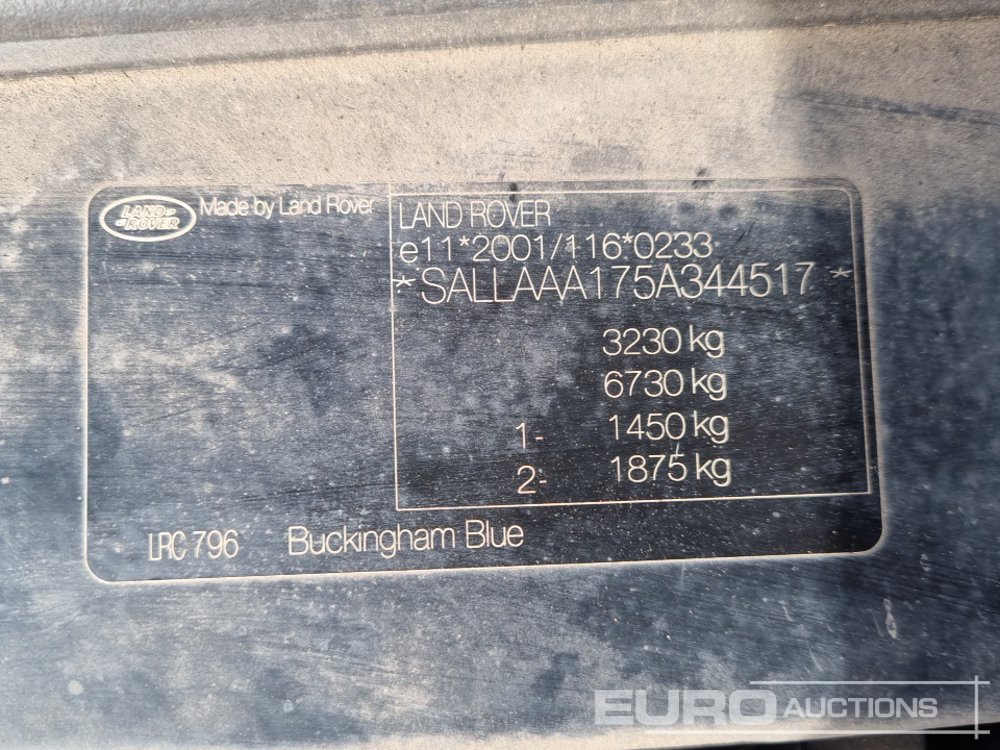 LAND-
-ROVER
Made by Land Rover
LAND ROVER
e11*2001/116*0233
*SALLAAA175A344517*
3230 kg
6730 kg
1- 1450 kg
2- 1875 kg
LRC 796 Buckingham Blue
EURO AUCTIONS